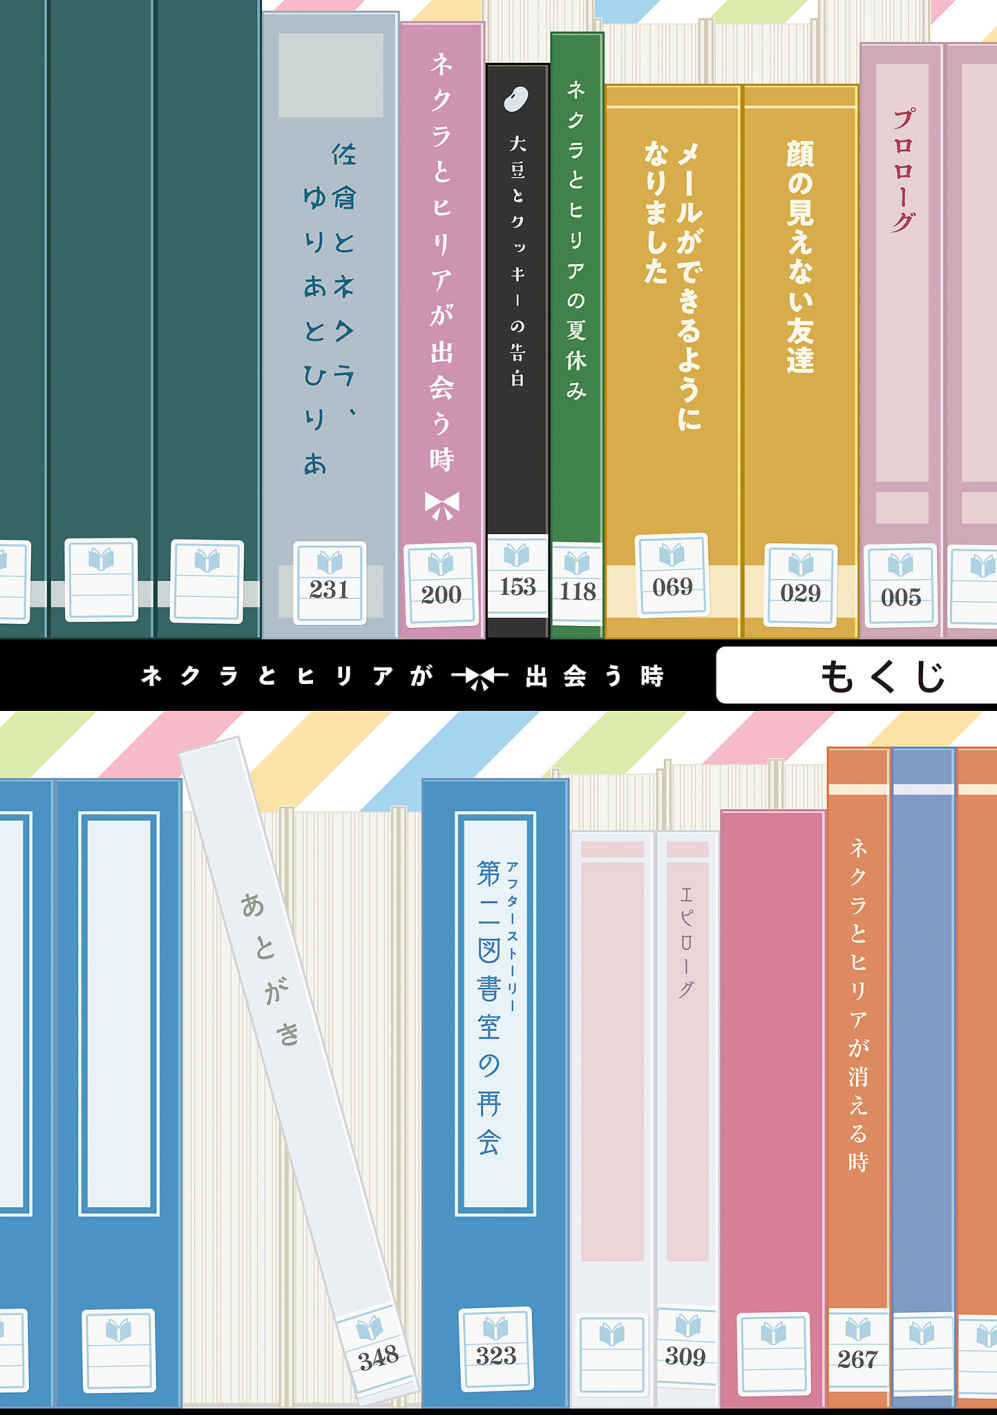 プロローグ
005
顔の見えない友達
029
メールができるように
なりました
069
ネクラとヒリアの夏休み
118
大豆とクッキーの告白
153
ネクラとヒリアが出会う時
200
佐倉とネクラ、
ゆりあとひりあ
231
ネクラとヒリアが出会う時
もくじ
ネクラとヒリアが消える時
267
エピローグ
309
アフターストーリー
第二図書室の再会
323
あとがき
348